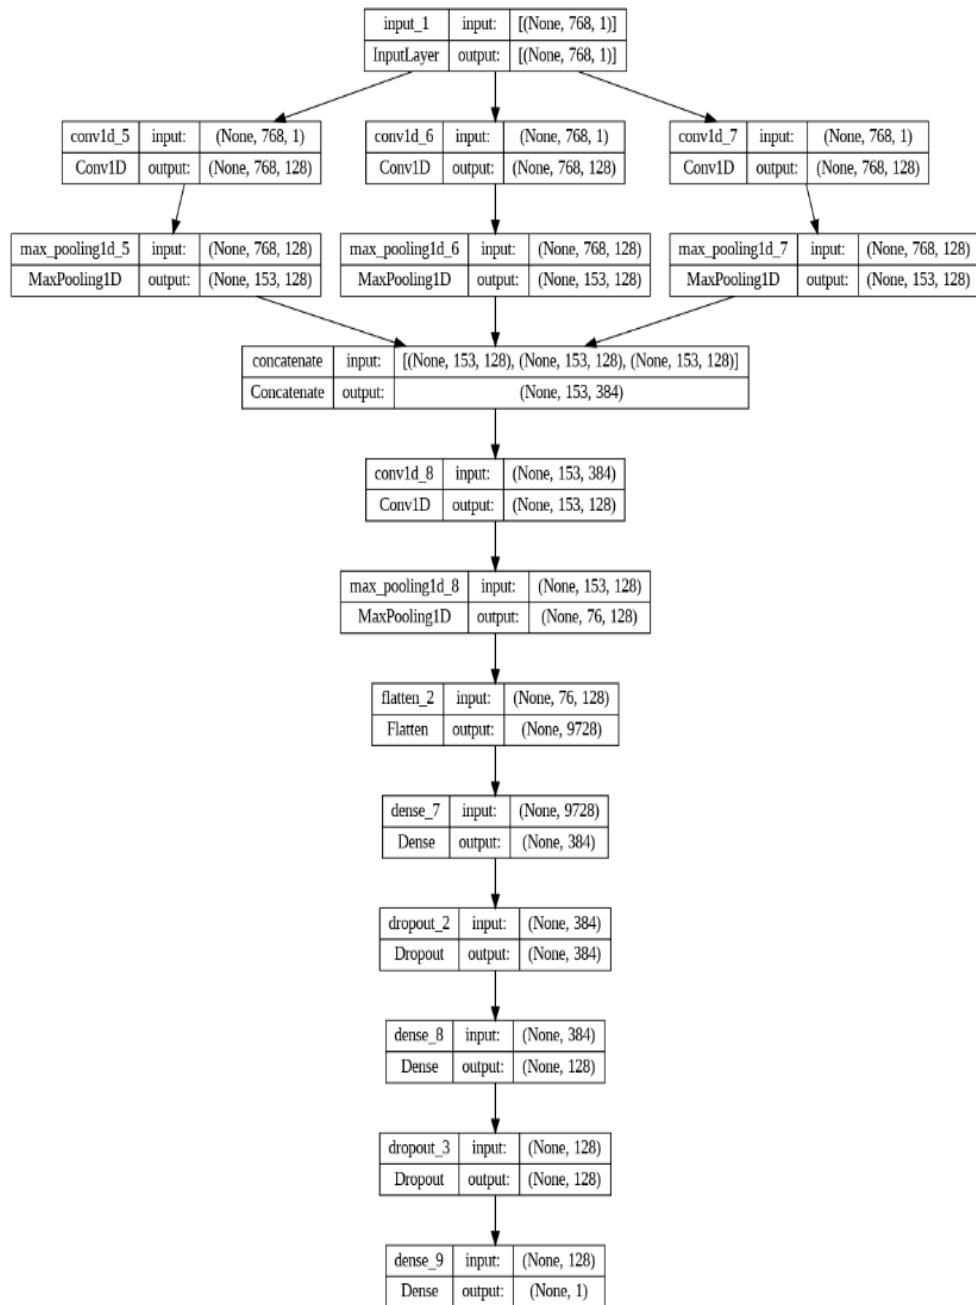 input_1 input: [(None, 768, 1)]
InputLayer output: [(None, 768, 1)]
conv1d_5 input: (None, 768, 1)
Conv1D output: (None, 768, 128)
conv1d_6 input: (None, 768, 1)
Conv1D output: (None, 768, 128)
conv1d_7 input: (None, 768, 1)
Conv1D output: (None, 768, 128)
max_pooling1d_5 input: (None, 768, 128)
MaxPooling1D output: (None, 153, 128)
max_pooling1d_6 input: (None, 768, 128)
MaxPooling1D output: (None, 153, 128)
max_pooling1d_7 input: (None, 768, 128)
MaxPooling1D output: (None, 153, 128)
concatenate input: [(None, 153, 128), (None, 153, 128), (None, 153, 128)]
Concatenate output: (None, 153, 384)
conv1d_8 input: (None, 153, 384)
Conv1D output: (None, 153, 128)
max_pooling1d_8 input: (None, 153, 128)
MaxPooling1D output: (None, 76, 128)
flatten_2 input: (None, 76, 128)
Flatten output: (None, 9728)
dense_7 input: (None, 9728)
Dense output: (None, 384)
dropout_2 input: (None, 384)
Dropout output: (None, 384)
dense_8 input: (None, 384)
Dense output: (None, 128)
dropout_3 input: (None, 128)
Dropout output: (None, 128)
dense_9 input: (None, 128)
Dense output: (None, 1)